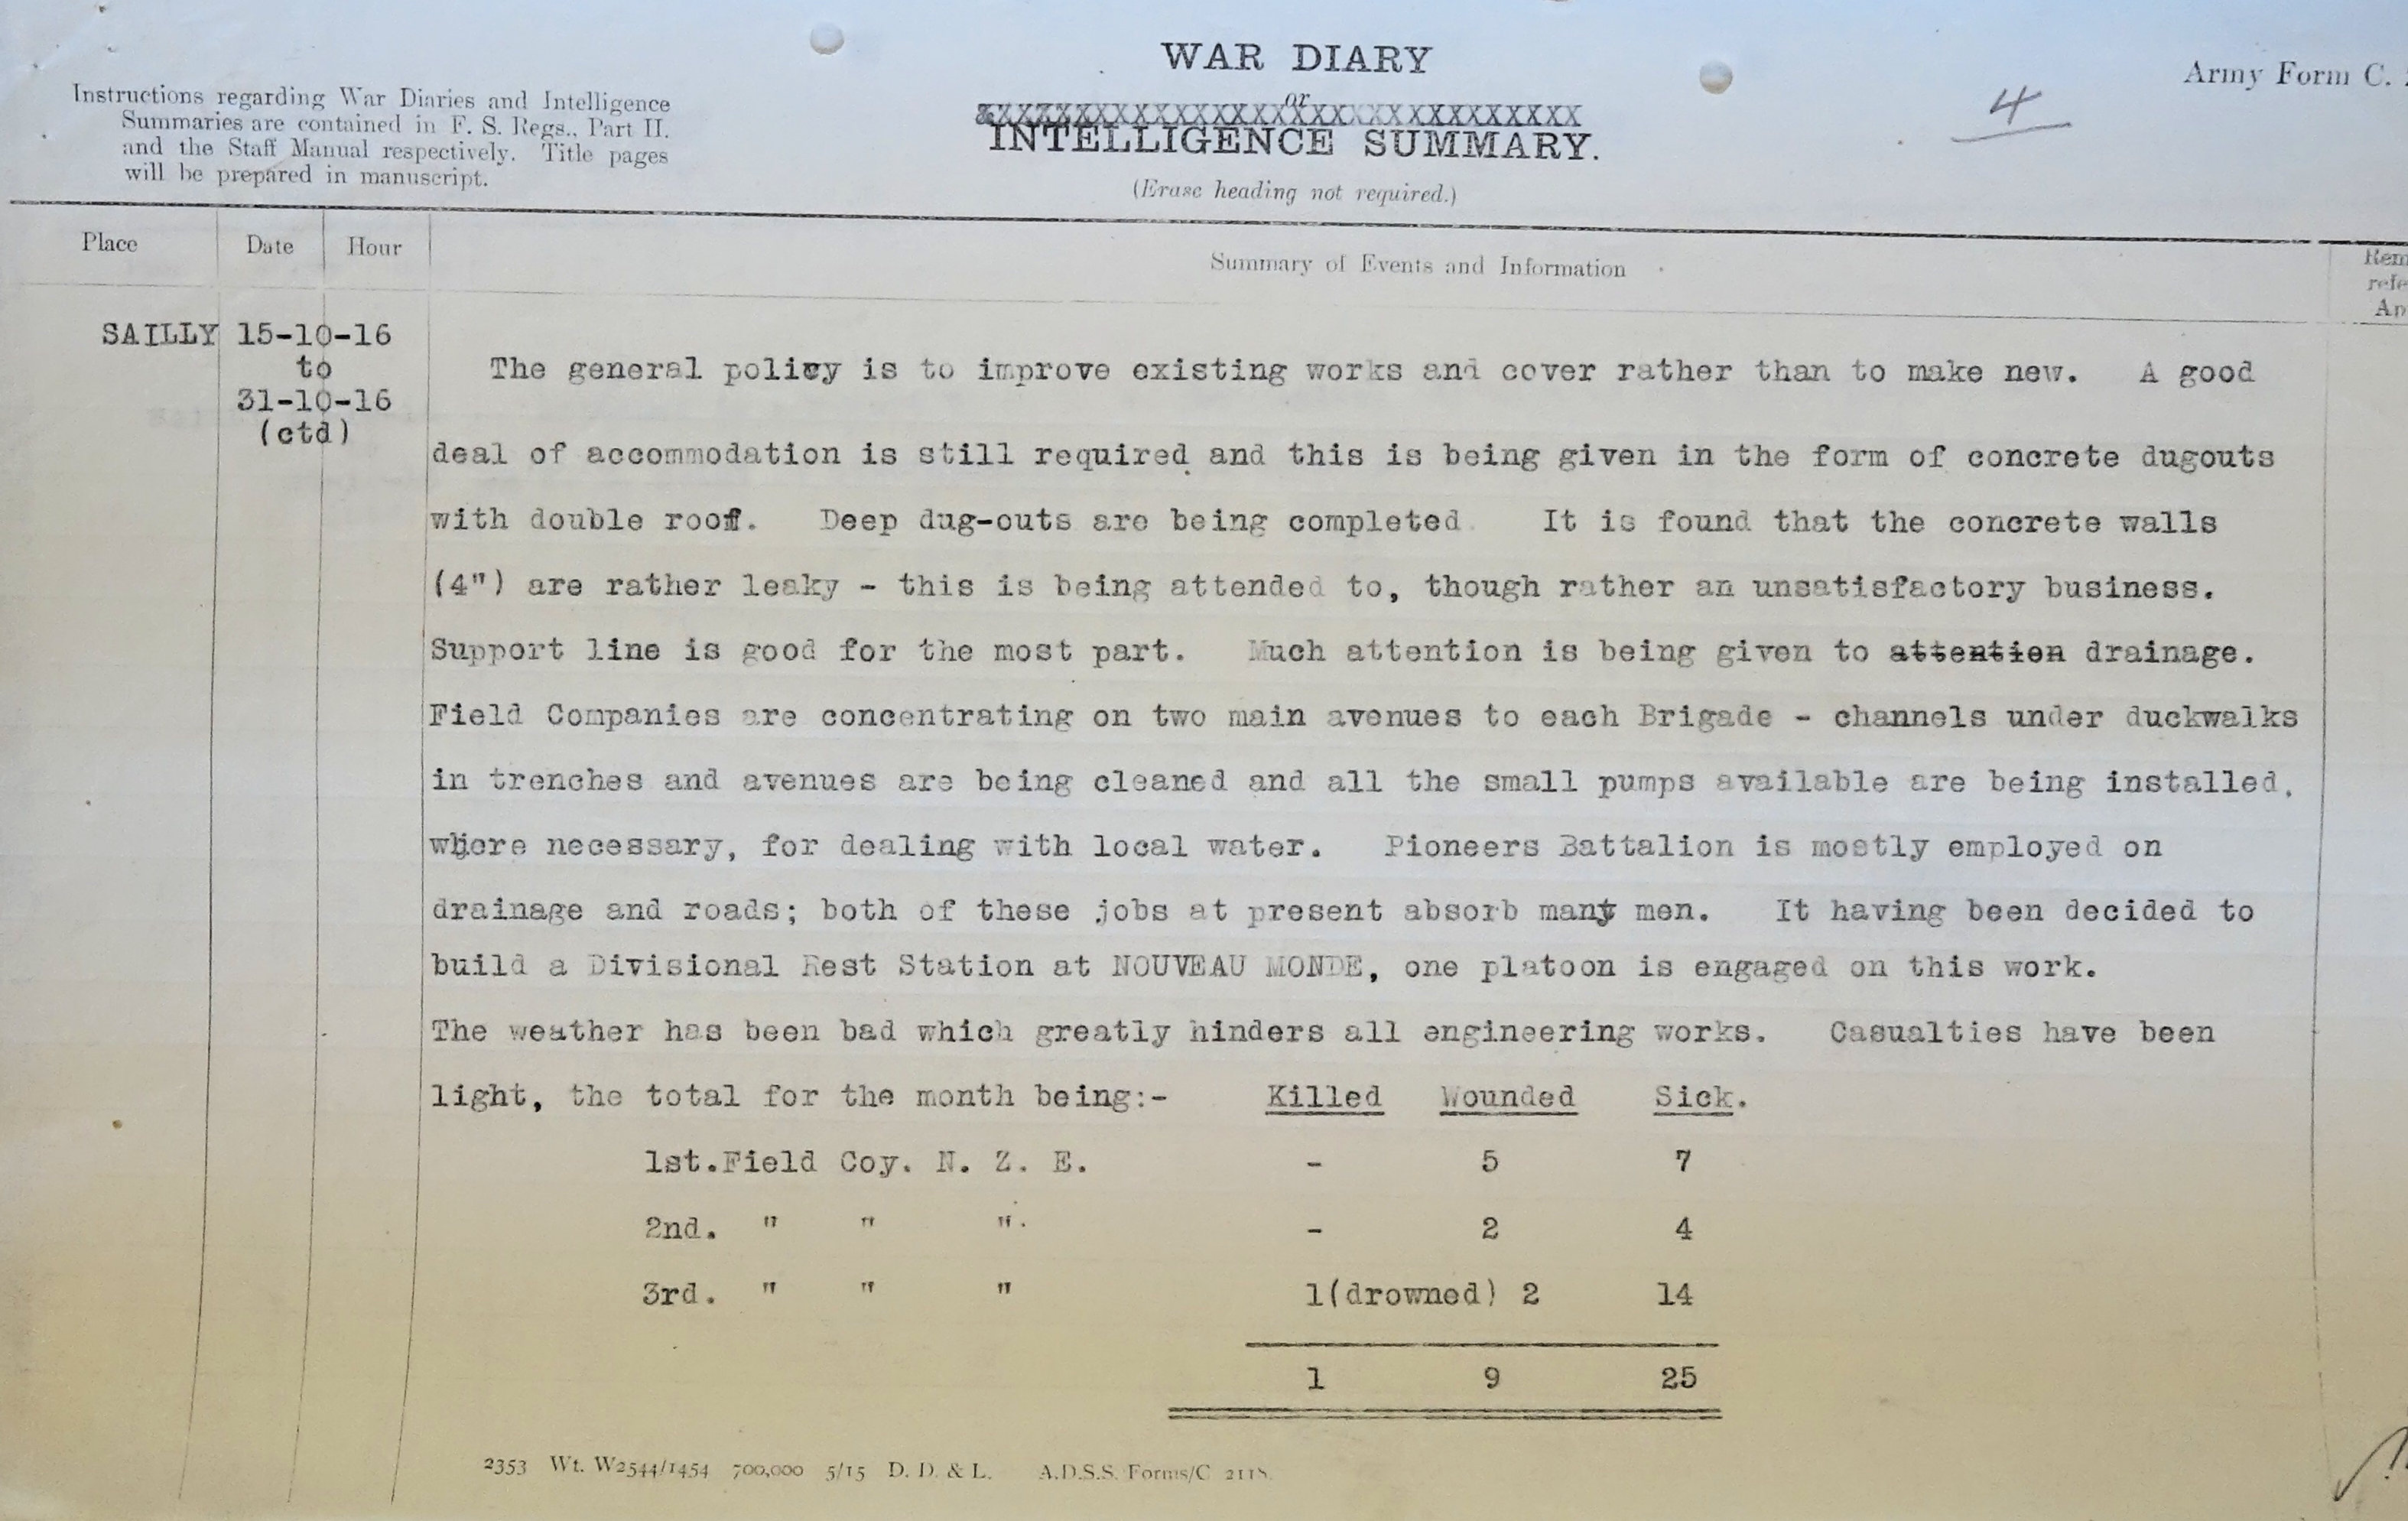 WAR DIARY
Army Form C.
4
or
XXXXXXXXXXXXXXXXXXXXXXXXXXXXXXX
INTELLIGENCE SUMMARY.
(Erase heading not required.)
Instructions regarding War Diaries and Intelligence
Summaries are contained in F. S. Regs., Part II.
and the Staff Manual respectively. Title pages
will be prepared in manuscript.
Place Date Hour Summary of Events and Information
SAILLY 15-10-16
to
31-10-16
(ctd)
The general policy is to improve existing works and cover rather than to make new. A good
deal of accommodation is still required and this is being given in the form of concrete dugouts
with double roof. Deep dug-outs are being completed It is found that the concrete walls
(4") are rather leaky - this is being attended to, though rather an unsatisfactory business.
Support line is good for the most part. Much attention is being given to attention drainage.
Field Companies are concentrating on two main avenues to each Brigade - channels under duckwalks
in trenches and avenues are being cleaned and all the small pumps available are being installed,
where necessary, for dealing with local water. Pioneers Battalion is mostly employed on
drainage and roads; both of these jobs at present absorb many men. It having been decided to
build a Divisional Rest Station at NOUVEAU MONDE, one platoon is engaged on this work.
The weather has been bad which greatly hinders all engineering works. Casualties have been
light, the total for the month being:- Killed Wounded Sick.
1st.Field Coy. N. Z. E. - 5 7
2nd. " " ". - 2 4
3rd. " " " 1(drowned) 2 14
1 9 25
2353 Wt. W2544/1454 700,000 5/15 D. D. & L. A.D.S.S. Forms/C 2118.